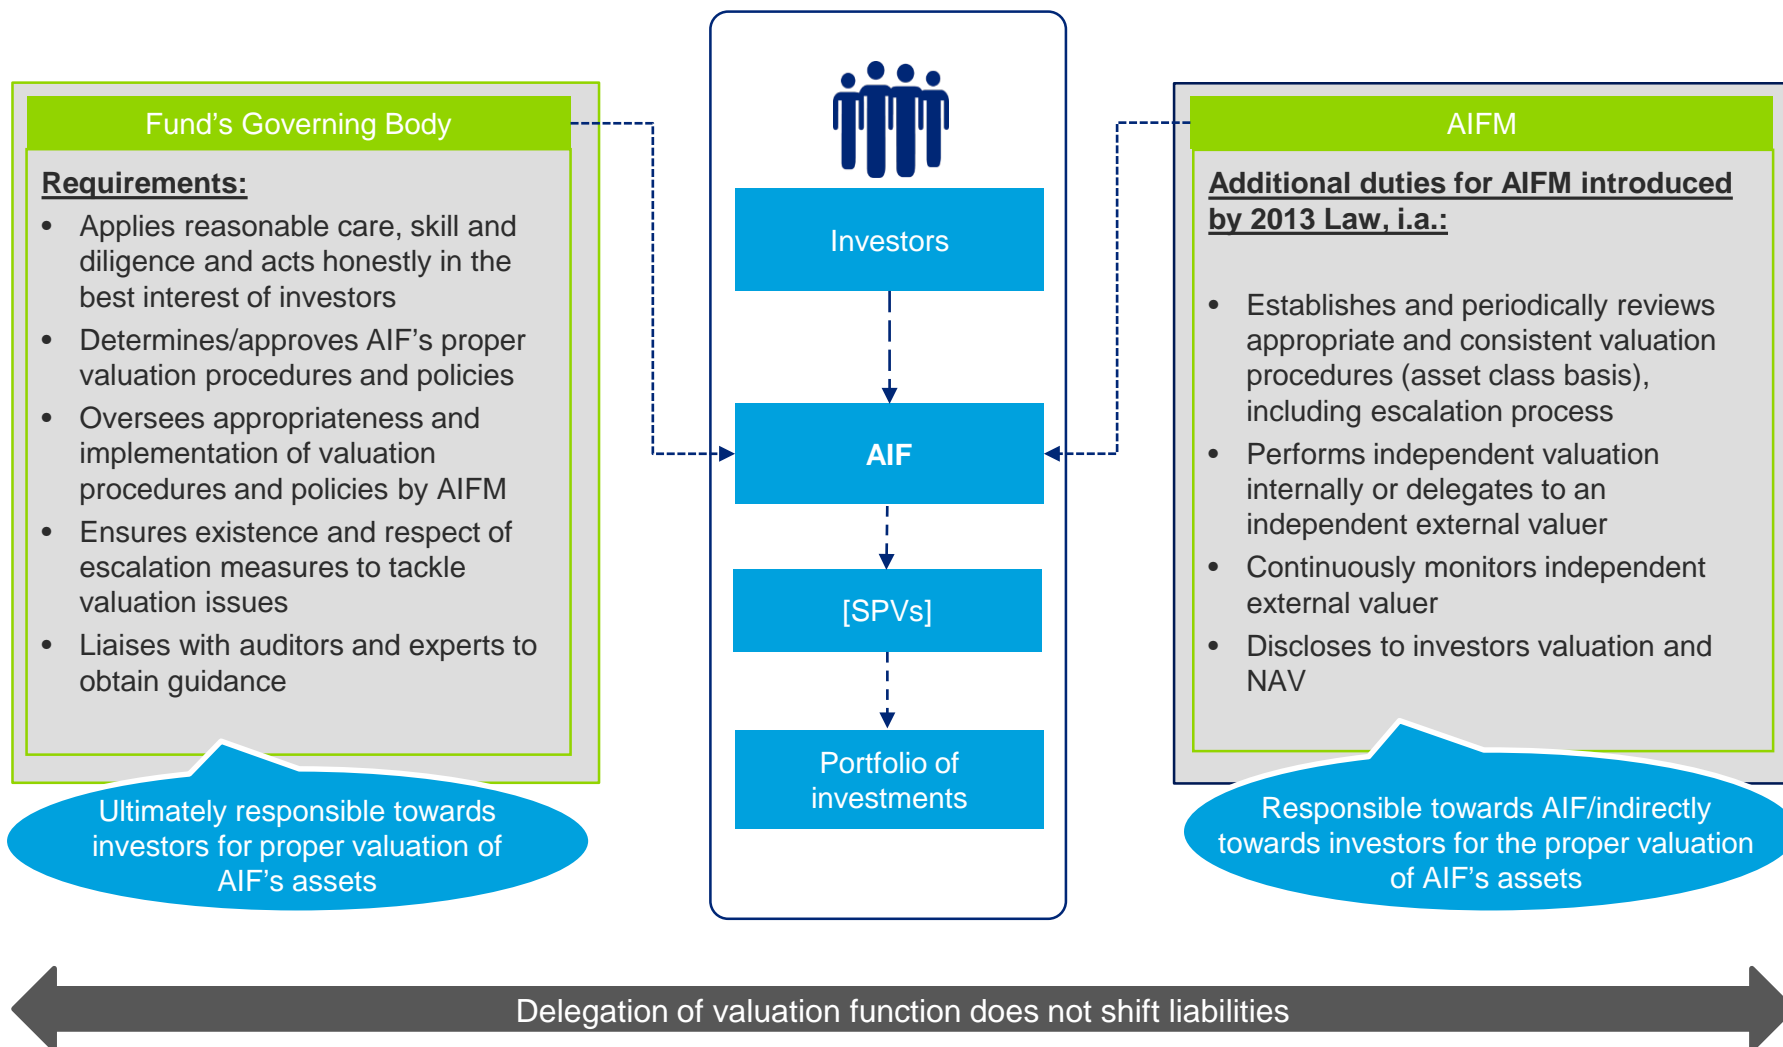 Fund's Governing Body
Requirements:
• Applies reasonable care, skill and
diligence and acts honestly in the
best interest of investors
• Determines/approves AIF's proper
valuation procedures and policies
• Oversees appropriateness and
implementation of valuation
procedures and policies by AIFM
• Ensures existence and respect of
escalation measures to tackle
valuation issues
• Liaises with auditors and experts to
obtain guidance
Ultimately responsible towards
investors for proper valuation of
AIF's assets
Investors
AIF
[SPVs]
Portfolio of
investments
AIFM
Additional duties for AIFM introduced
by 2013 Law, i.a.:
• Establishes and periodically reviews
appropriate and consistent valuation
procedures (asset class basis),
including escalation process
• Performs independent valuation
internally or delegates to an
independent external valuer
• Continuously monitors independent
external valuer
• Discloses to investors valuation and
NAV
Responsible towards AIF/indirectly
towards investors for the proper valuation
of AIF's assets
Delegation of valuation function does not shift liabilities